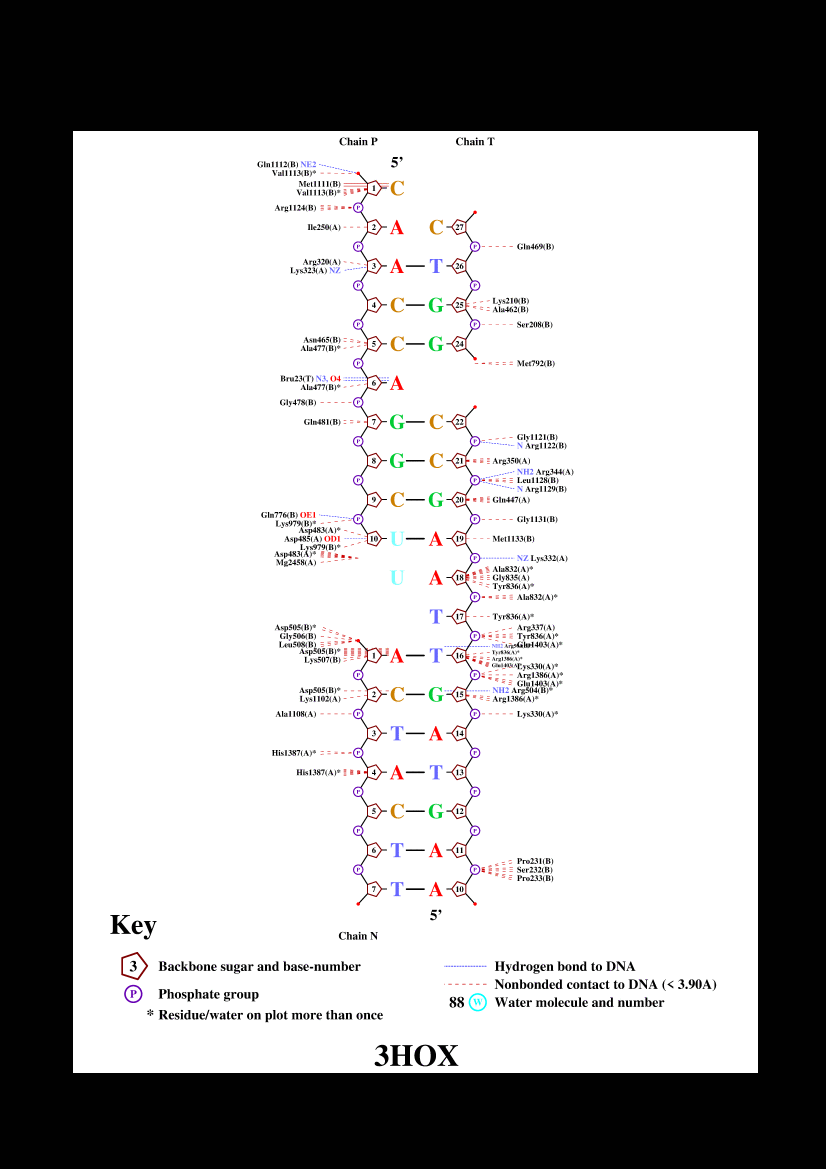 Chain P Chain T
5’
Gln1112(B) NE2
Val1113(B)*
Met1111(B)
Val1113(B)*
1 C
Arg1124(B) P
Ile250(A) 2 A C 27
P P Gln469(B)
Arg320(A)
Lys323(A) NZ
3 A T 26
P P
4 C G 25
Lys210(B)
Ala462(B)
P P Ser208(B)
Asn465(B)
Ala477(B)*
5 C G 24
P Met792(B)
Bru23(T) N3, O4
Ala477(B)*
6 A
Gly478(B) P
Gln481(B) 7 G C 22
P P
Gly1121(B)
N Arg1122(B)
8 G C 21 Arg350(A)
P P
NH2 Arg344(A)
Leu1128(B)
N Arg1129(B)
9 C G 20 Gln447(A)
Gln776(B) OE1
Lys979(B)*
P P Gly1131(B)
Asp483(A)*
Asp485(A) OD1
Lys979(B)*
10 U A 19 Met1133(B)
Asp483(A)*
Mg2458(A)
P NZ Lys332(A)
U A 18
Ala832(A)*
Gly835(A)
Tyr836(A)*
P Ala832(A)*
T 17 Tyr836(A)*
Asp505(B)*
Gly506(B)
Leu508(B)
P
Arg337(A)
Tyr836(A)*
Glu1403(A)*
Asp505(B)*
Lys507(B)
1 A T 16
NH2
Tyr836(A)*
Arg1386(A)*
P P
Lys330(A)*
Arg1386(A)*
Glu1403(A)*
Asp505(B)*
Lys1102(A)
2 C G 15
NH2 Arg504(B)*
Arg1386(A)*
Ala1108(A) P P Lys330(A)*
3 T A 14
His1387(A)* P P
His1387(A)* 4 A T 13
P P
5 C G 12
P P
6 T A 11
P P
Pro231(B)
Ser232(B)
Pro233(B)
7 T A 10
5’
Chain N
Key
3 Backbone sugar and base-number
P Phosphate group
* Residue/water on plot more than once
Hydrogen bond to DNA
Nonbonded contact to DNA (< 3.90A)
88 W Water molecule and number
3HOX